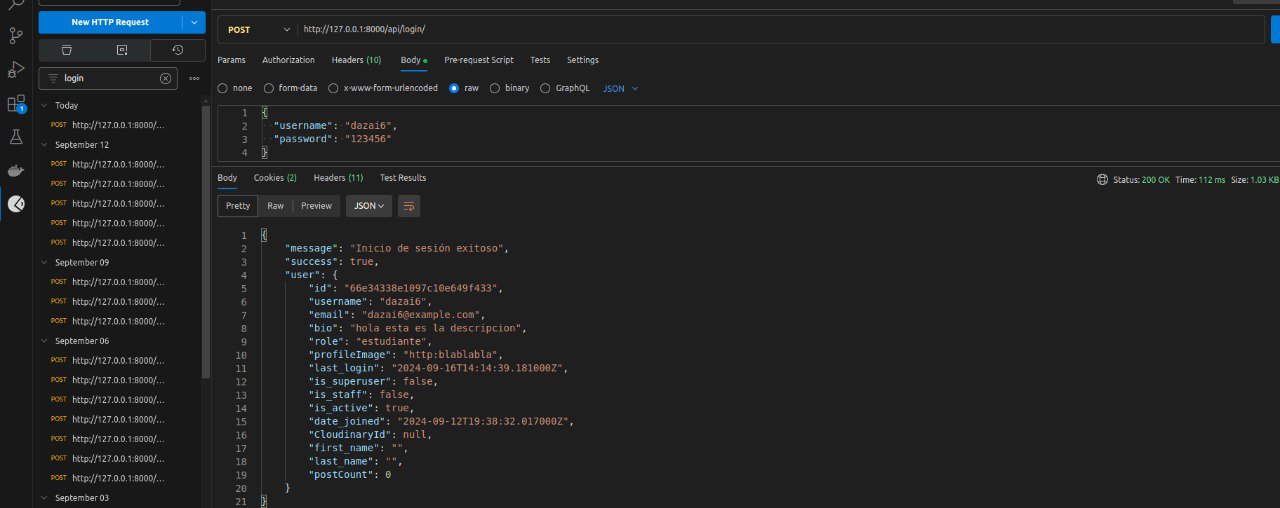 New HTTP Request
login
Today
POST http://127.0.0.1:8000/...
September 12
POST http://127.0.0.1:8000/...
POST http://127.0.0.1:8000/...
POST http://127.0.0.1:8000/...
POST http://127.0.0.1:8000/...
POST http://127.0.0.1:8000/...
September 09
POST http://127.0.0.1:8000/...
POST http://127.0.0.1:8000/...
POST http://127.0.0.1:8000/...
September 06
POST http://127.0.0.1:8000/...
POST http://127.0.0.1:8000/...
POST http://127.0.0.1:8000/...
POST http://127.0.0.1:8000/...
POST http://127.0.0.1:8000/...
POST http://127.0.0.1:8000/...
POST http://127.0.0.1:8000/...
September 03
1
POST http://127.0.0.1:8000/api/login/
Params Authorization Headers (10) Body Pre-request Script Tests Settings
none form-data x-www-form-urlencoded raw binary GraphQL JSON
1 {
2 "username": "dazai6",
3 "password": "123456"
4 }
Body Cookies (2) Headers (11) Test Results Status: 200 OK Time: 112 ms Size: 1.03 KB
Pretty Raw Preview JSON
1 {
2 "message": "Inicio de sesión exitoso",
3 "success": true,
4 "user": {
5 "id": "66e34338e1097c10e649f433",
6 "username": "dazai6",
7 "email": "dazai6@example.com",
8 "bio": "hola esta es la descripcion",
9 "role": "estudiante",
10 "profileImage": "http:blablabla",
11 "last_login": "2024-09-16T14:14:39.181000Z",
12 "is_superuser": false,
13 "is_staff": false,
14 "is_active": true,
15 "date_joined": "2024-09-12T19:38:32.017000Z",
16 "CloudinaryId": null,
17 "first_name": "",
18 "last_name": "",
19 "postCount": 0
20 }
21 }